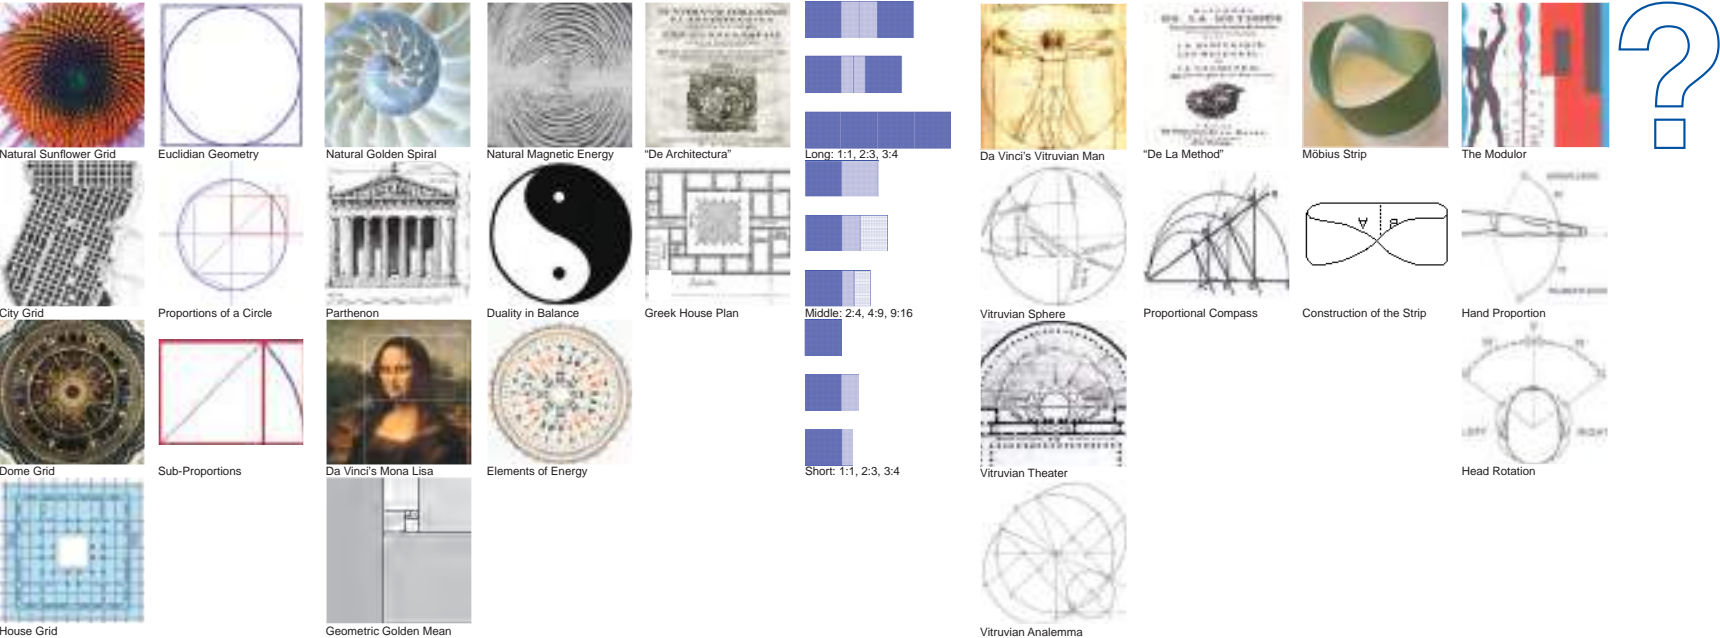 Natural Sunflower Grid
Euclidian Geometry
Natural Golden Spiral
Natural Magnetic Energy
“De Architectura”
Long: 1:1, 2:3, 3:4
Da Vinci’s Vitruvian Man
“De La Method”
Möbius Strip
The Modulor
?
City Grid
Proportions of a Circle
Parthenon
Duality in Balance
Greek House Plan
Middle: 2:4, 4:9, 9:16
Vitruvian Sphere
Proportional Compass
Construction of the Strip
Hand Proportion
Dome Grid
Sub-Proportions
Da Vinci’s Mona Lisa
Elements of Energy
Short: 1:1, 2:3, 3:4
Vitruvian Theater
LEFT
RIGHT
Head Rotation
House Grid
Geometric Golden Mean
Vitruvian Analemma